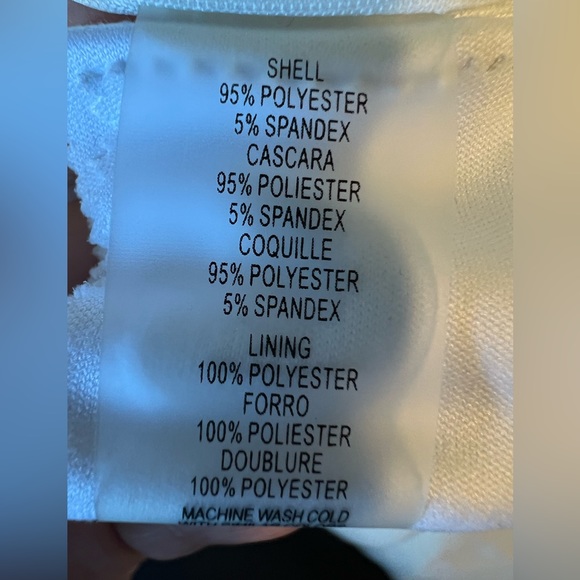 SHELL
95% POLYESTER
5% SPANDEX
CASCARA
95% POLIESTER
5% SPANDEX
COQUILLE
95% POLYESTER
5% SPANDEX
LINING
100% POLYESTER
FORRO
100% POLIESTER
DOUBLURE
100% POLYESTER
MACHINE WASH COLD